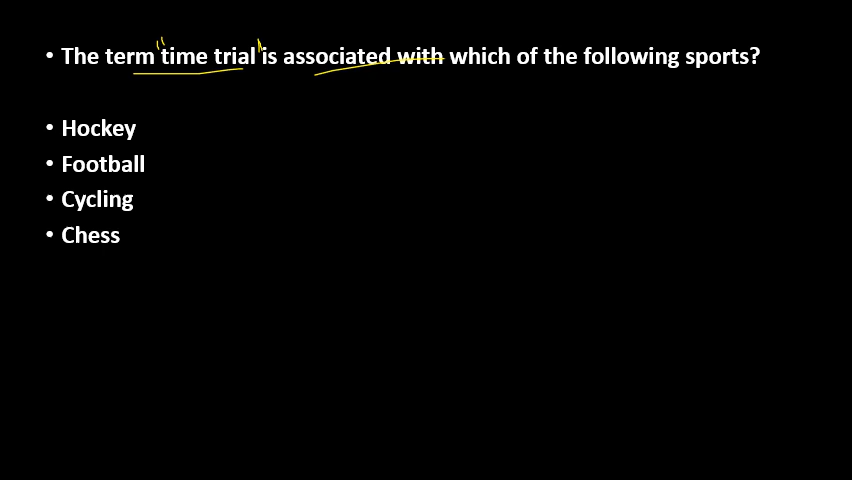 • The term "time trial" is associated with which of the following sports?
• Hockey
• Football
• Cycling
• Chess